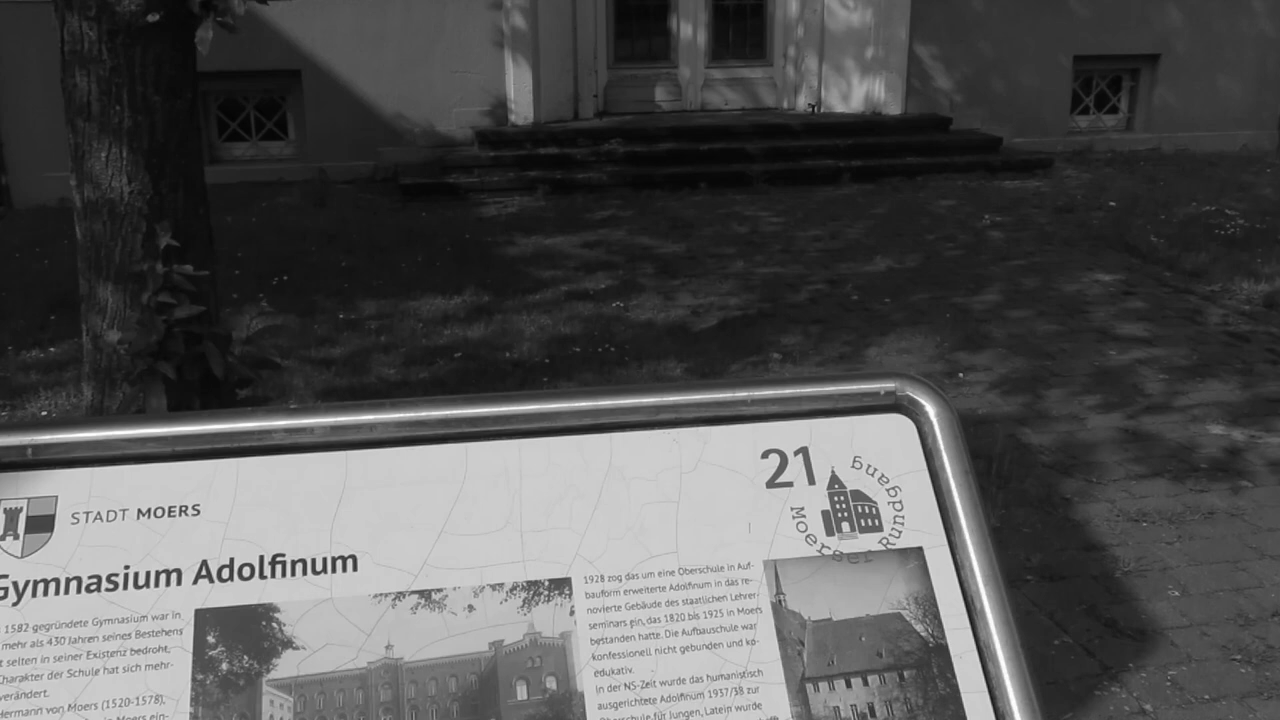 21
Moerser Rundgang
STADT MOERS
Gymnasium Adolfinum
1582 gegründete Gymnasium war in
mehr als 430 Jahren seines Bestehens
selten in seiner Existenz bedroht.
Charakter der Schule hat sich mehr-
verändert.
Hermann von Moers (1520-1578),
in Moers ein-
1928 zog das um eine Oberschule in Auf-
bauform erweiterte Adolfinum in das re-
novierte Gebäude des staatlichen Lehrer-
seminars ein, das 1820 bis 1925 in Moers
bestanden hatte. Die Aufbauschule war
konfessionell nicht gebunden und ko-
edukativ.
In der NS-Zeit wurde das humanistisch
ausgerichtete Adolfinum 1937/38 zur
Oberschule für Jungen, Latein wurde